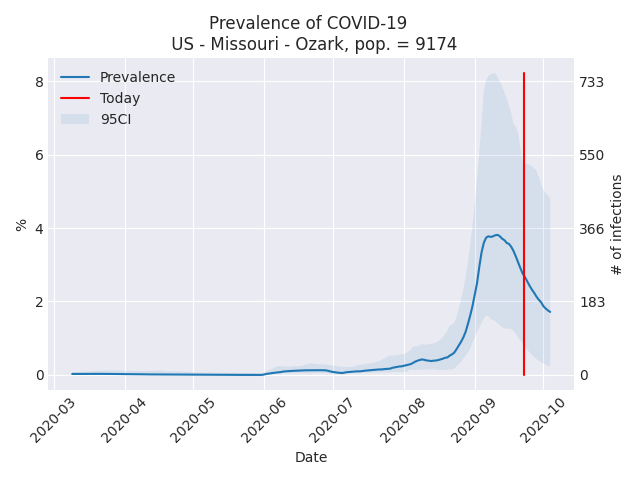 Prevalence of COVID-19
US - Missouri - Ozark, pop. = 9174
Prevalence
Today
95CI
8
6
4
2
0
%
733
550
366
183
0
# of infections
2020-03
2020-04
2020-05
2020-06
2020-07
2020-08
2020-09
2020-10
Date